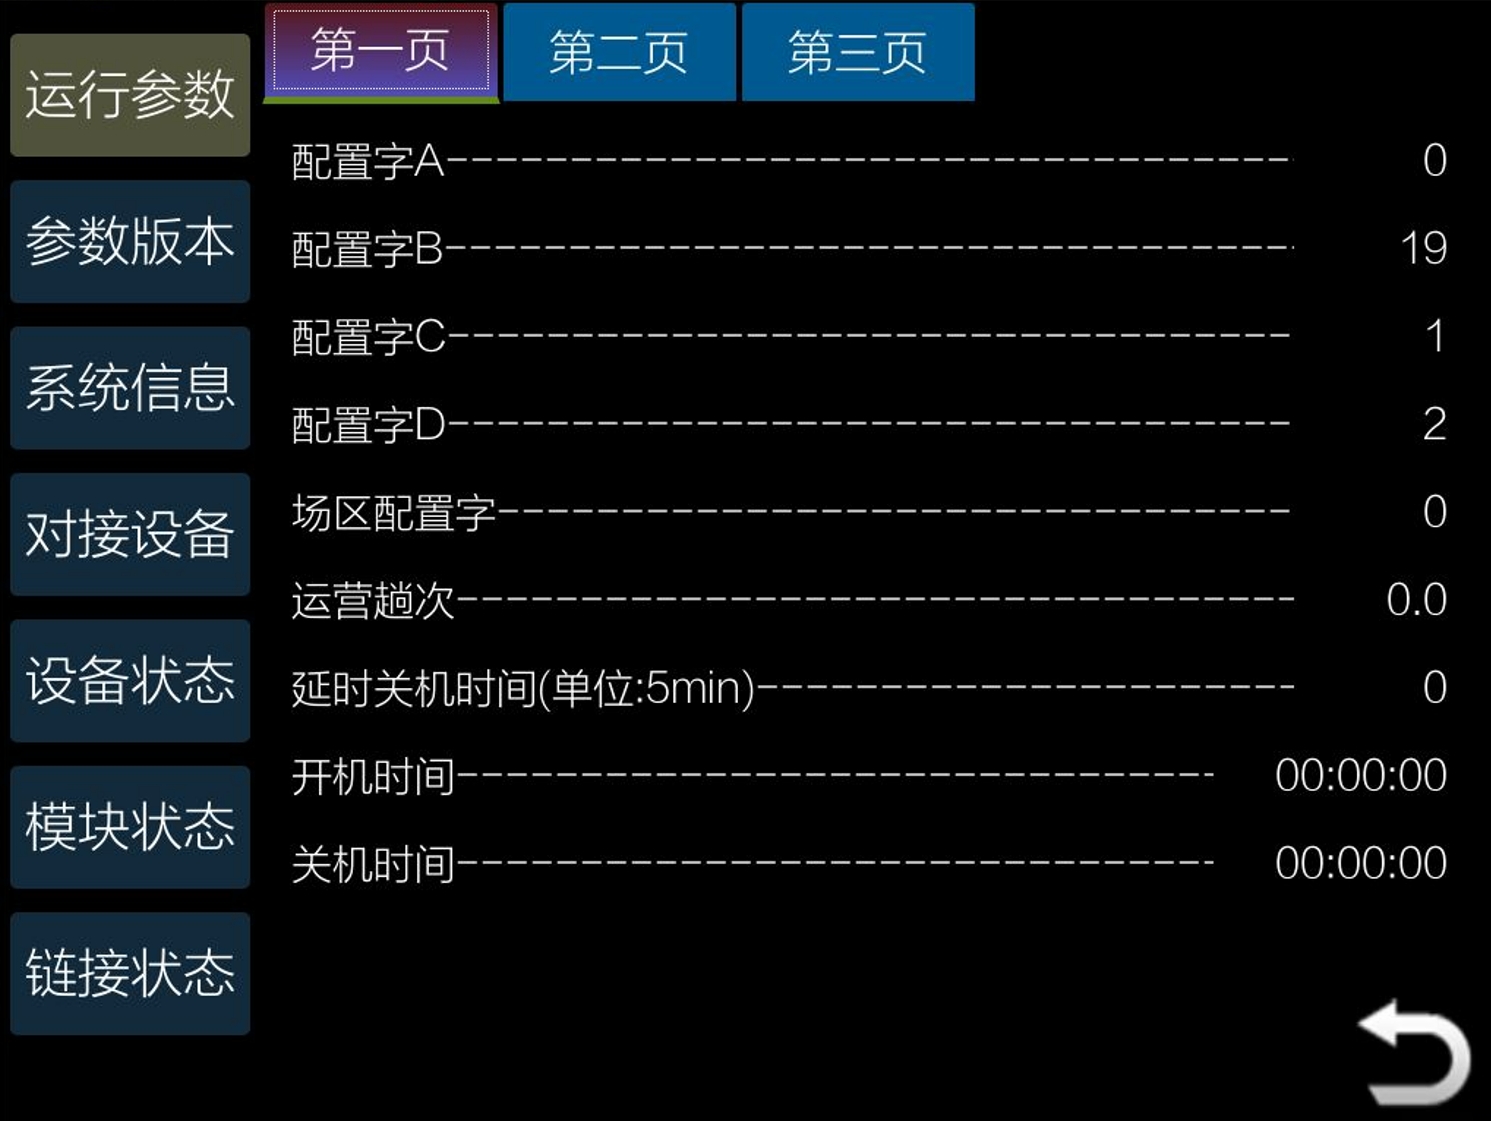 第一页 第二页 第三页
运行参数
参数版本
系统信息
对接设备
设备状态
模块状态
链接状态
配置字A--------------------------------- 0
配置字B--------------------------------- 19
配置字C--------------------------------- 1
配置字D--------------------------------- 2
场区配置字------------------------------- 0
运营趟次-------------------------------- 0.0
延时关机时间(单位:5min)--------------------- 0
开机时间----------------------------- 00:00:00
关机时间----------------------------- 00:00:00